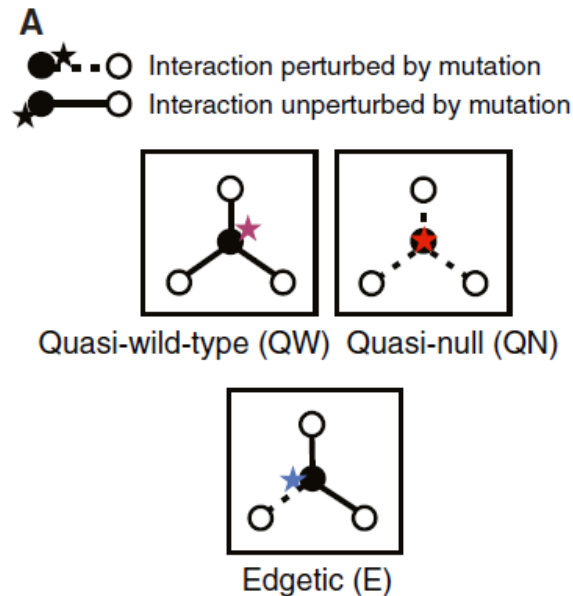 A
Interaction perturbed by mutation
Interaction unperturbed by mutation
Quasi-wild-type (QW) Quasi-null (QN)
Edgetic (E)